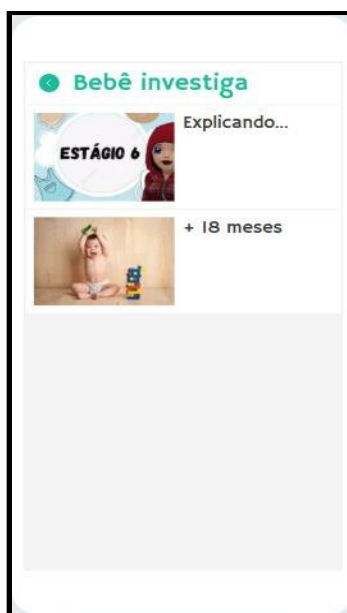 Bebê investiga
Explicando...
ESTÁGIO 6
+ 18 meses